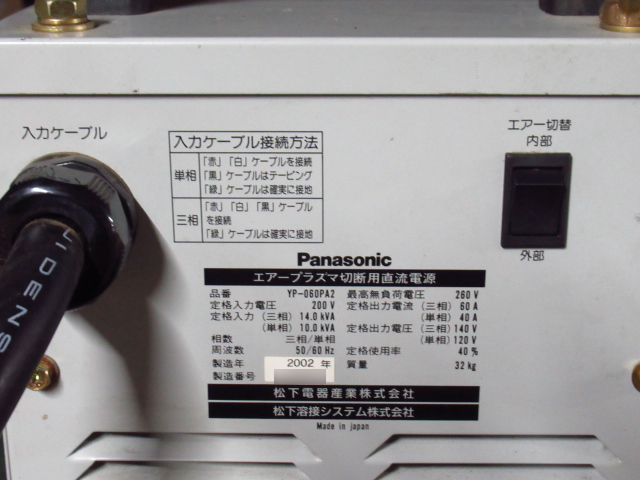 入力ケーブル
入力ケーブル接続方法
単相
「赤」「白」ケーブルを接続
「黒」ケーブルはテーピング
「緑」ケーブルは確実に接地
三相
「赤」「白」「黒」ケーブル
を接続
「緑」ケーブルは確実に接地
エアー切替
内部
外部
Panasonic
エアープラズマ切断用直流電源
品番 YP-060PA2 最高無負荷電圧 260 V
定格入力電圧 200 V 定格出力電流 (三相) 60 A
定格入力 (三相) 14.0 kVA (単相) 40 A
(単相) 10.0 kVA 定格出力電圧 (三相) 140 V
相数 三相/単相 (単相) 120 V
周波数 50/60 Hz 定格使用率 40 %
製造年 2002 年 質量 32 kg
製造番号
松下電器産業株式会社
松下溶接システム株式会社
Made in japan
VIDENS